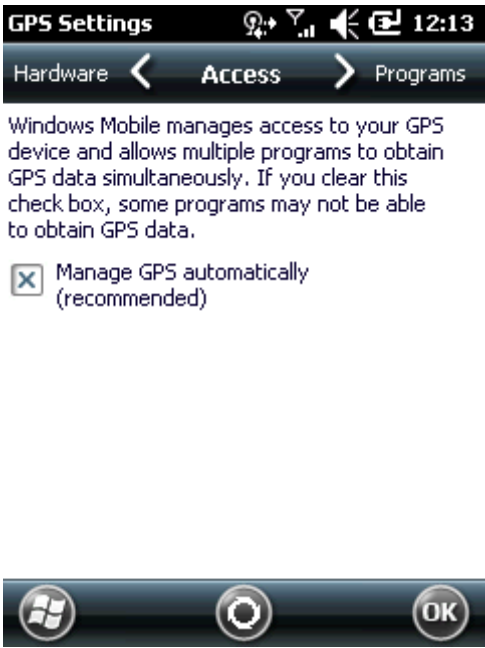 GPS Settings 12:13
Hardware Access Programs
Windows Mobile manages access to your GPS
device and allows multiple programs to obtain
GPS data simultaneously. If you clear this
check box, some programs may not be able
to obtain GPS data.
Manage GPS automatically
(recommended)
OK